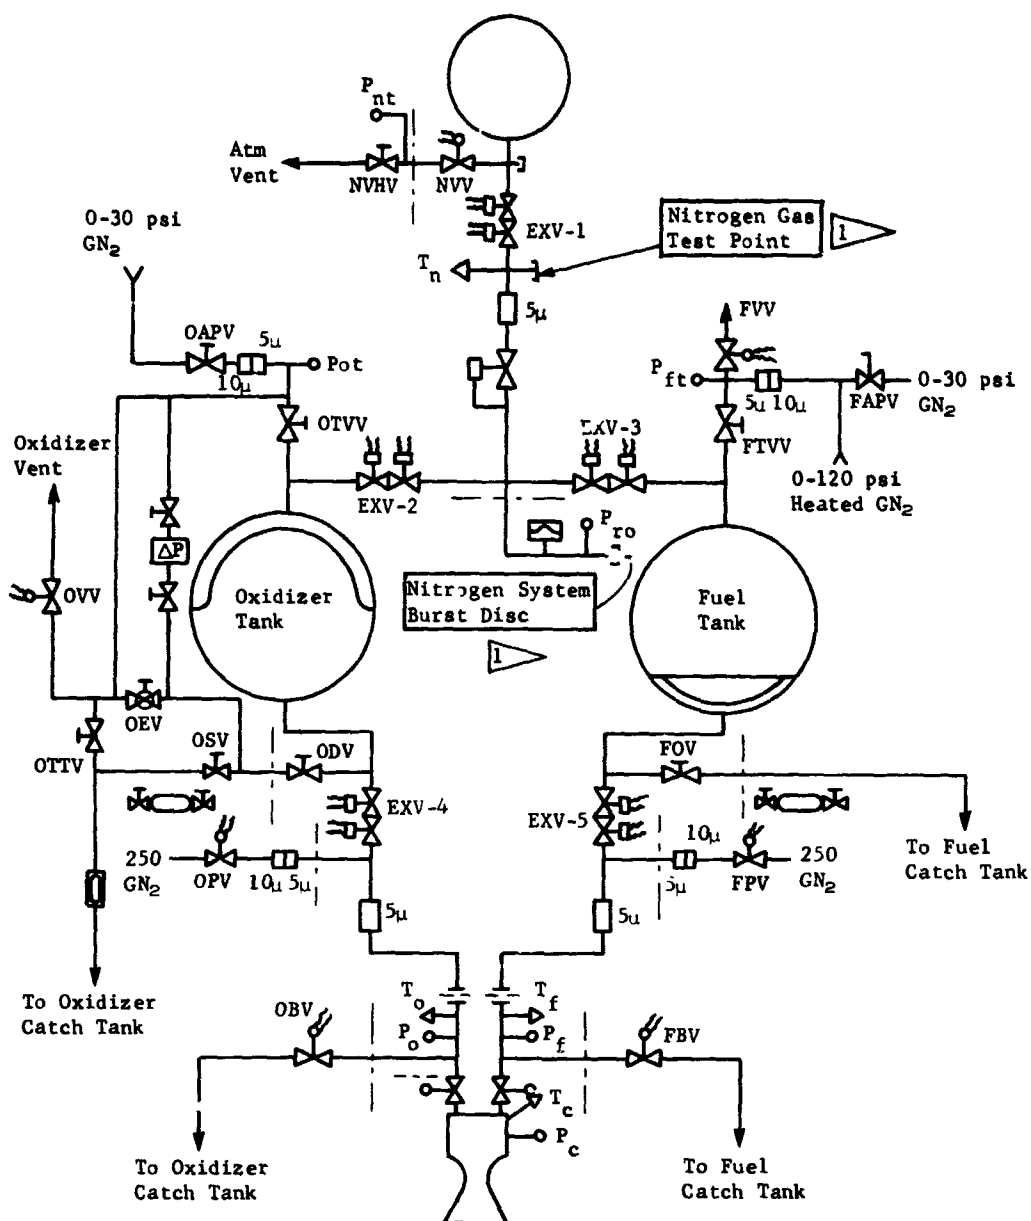 P nt
Atm
Vent
NVHV
NVV
0-30 psi
GN2
EXV-1
Nitrogen Gas
Test Point
1
T n
5μ
FVV
OAPV
5μ
10μ
Pot
P ft
5μ 10μ
FAPV
0-30 psi
GN2
OTVV
Oxidizer
Vent
EXV-3
FTVV
0-120 psi
Heated GN2
EXV-2
P ro
ΔP
OVV
Oxidizer
Tank
Nitrogen System
Burst Disc
1
Fuel
Tank
OEV
OTTV
OSV
ODV
FOV
EXV-4
EXV-5
To Fuel
Catch Tank
250
GN2
OPV
10μ 5μ
10μ
5μ
FPV
250
GN2
5μ
5u
To Oxidizer
Catch Tank
OBV
T o
T f
P o
P f
FBV
T c
P c
To Oxidizer
Catch Tank
To Fuel
Catch Tank